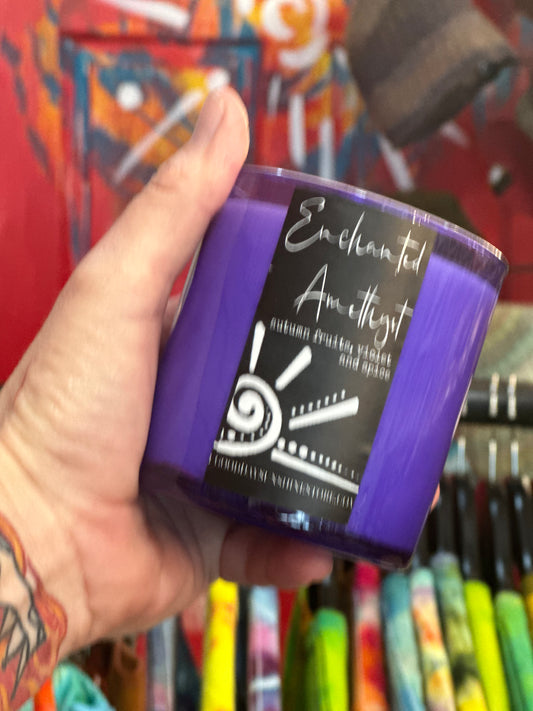 Enchanted
Amethyst
autumn fruits, violet
and spice